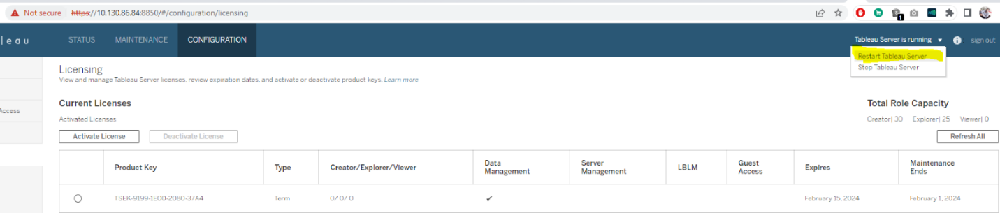 Not secure https://10.130.86.84:8850/#/configuration/licensing
1
leau STATUS MAINTENANCE CONFIGURATION Tableau Server is running sign out
Restart Tableau Server
Stop Tableau Server
Licensing
View and manage Tableau Server licenses, review expiration dates, and activate or deactivate product keys. Learn more
Access
Current Licenses Total Role Capacity
Activated Licenses Creator| 30 Explorer| 25 Viewer| 0
Activate License Deactivate License Refresh All
Product Key Type Creator/Explorer/Viewer Data Management Server Management LBLM Guest Access Expires Maintenance Ends
TSEK-9199-1E00-2080-37A4 Term 0/ 0/ 0 ✓ February 15, 2024 February 1, 2024